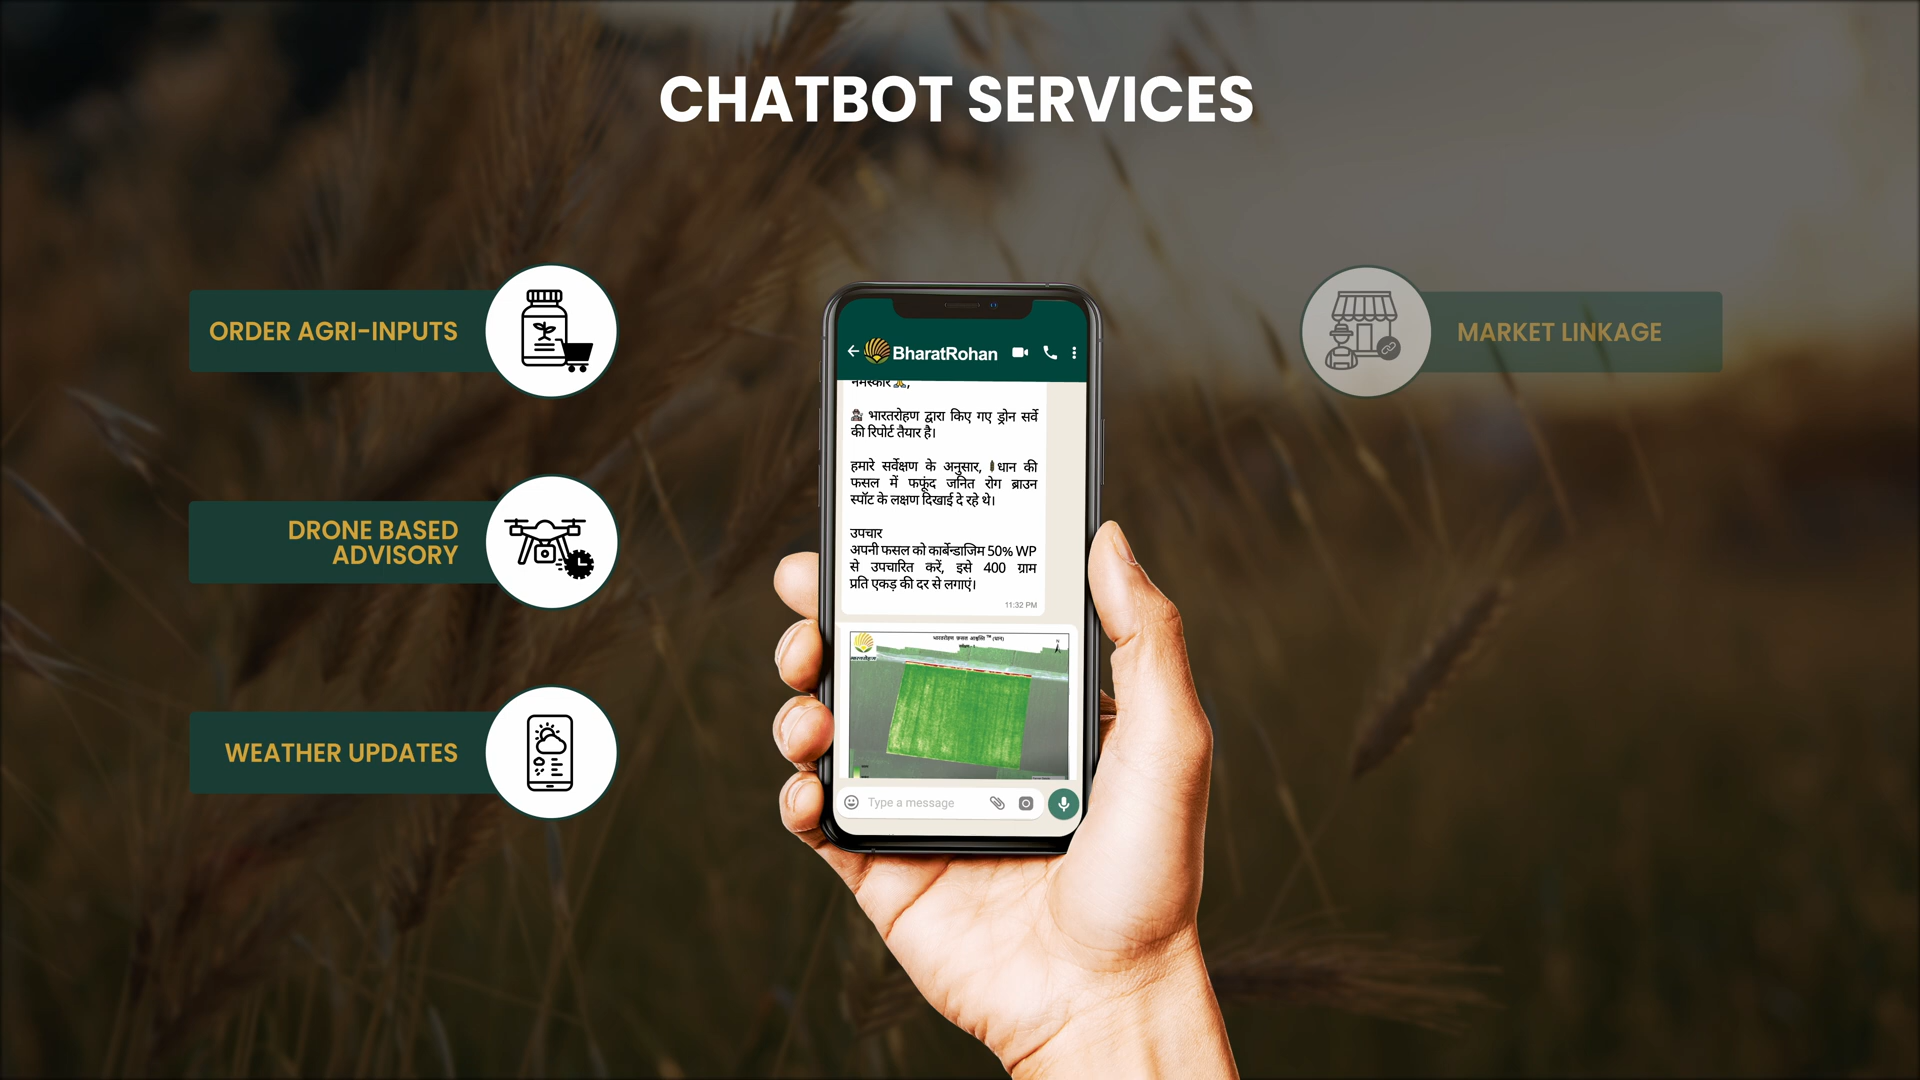 CHATBOT SERVICES
ORDER AGRI-INPUTS
DRONE BASED
ADVISORY
WEATHER UPDATES
BharatRohan
नमस्कार 🙏,
भारतरोहण द्वारा किए गए ड्रोन सर्वे
की रिपोर्ट तैयार है।
हमारे सर्वेक्षण के अनुसार, धान की
फसल में फफूंद जनित रोग ब्राउन
स्पॉट के लक्षण दिखाई दे रहे थे।
उपचार
अपनी फसल को कार्बेन्डाजिम 50% WP
से उपचारित करें, इसे 400 ग्राम
प्रति एकड़ की दर से लगाएं।
11:32 PM
N
Type a message
MARKET LINKAGE